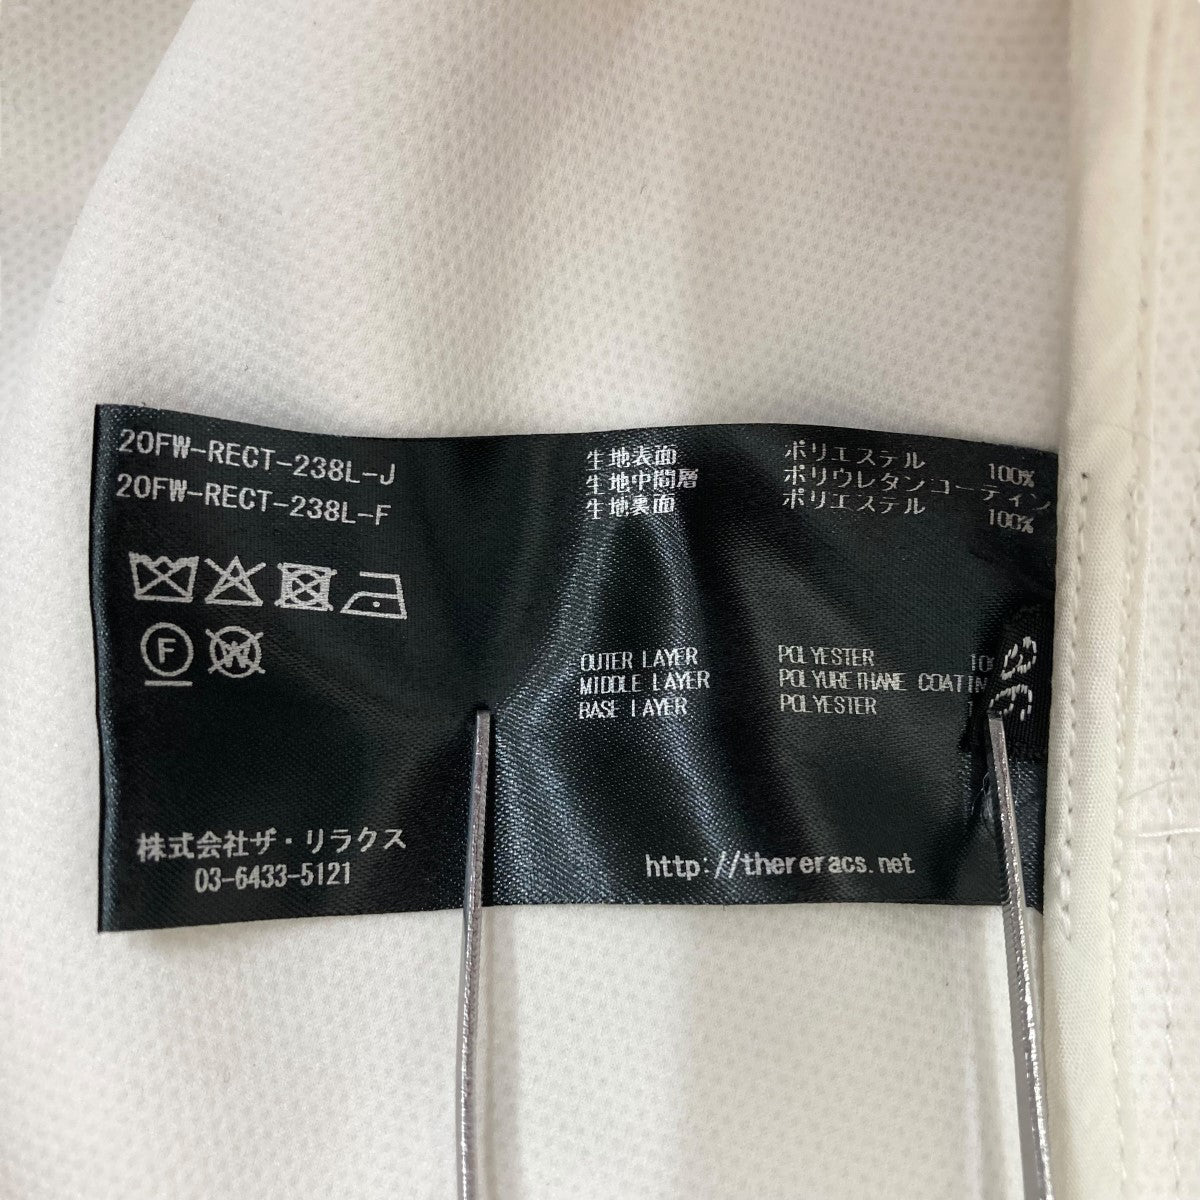 20FW-RECT-238L-J
20FW-RECT-238L-F
F
W
株式会社ザ・リラクス
03-6433-5121
生地表面 ポリエステル 100%
生地中間層 ポリウレタンコーティン
生地裏面 ポリエステル 100%
OUTER LAYER POLYESTER
MIDDLE LAYER POLYURETHANE COATIN
BASE LAYER POLYESTER
http://thereracs.net